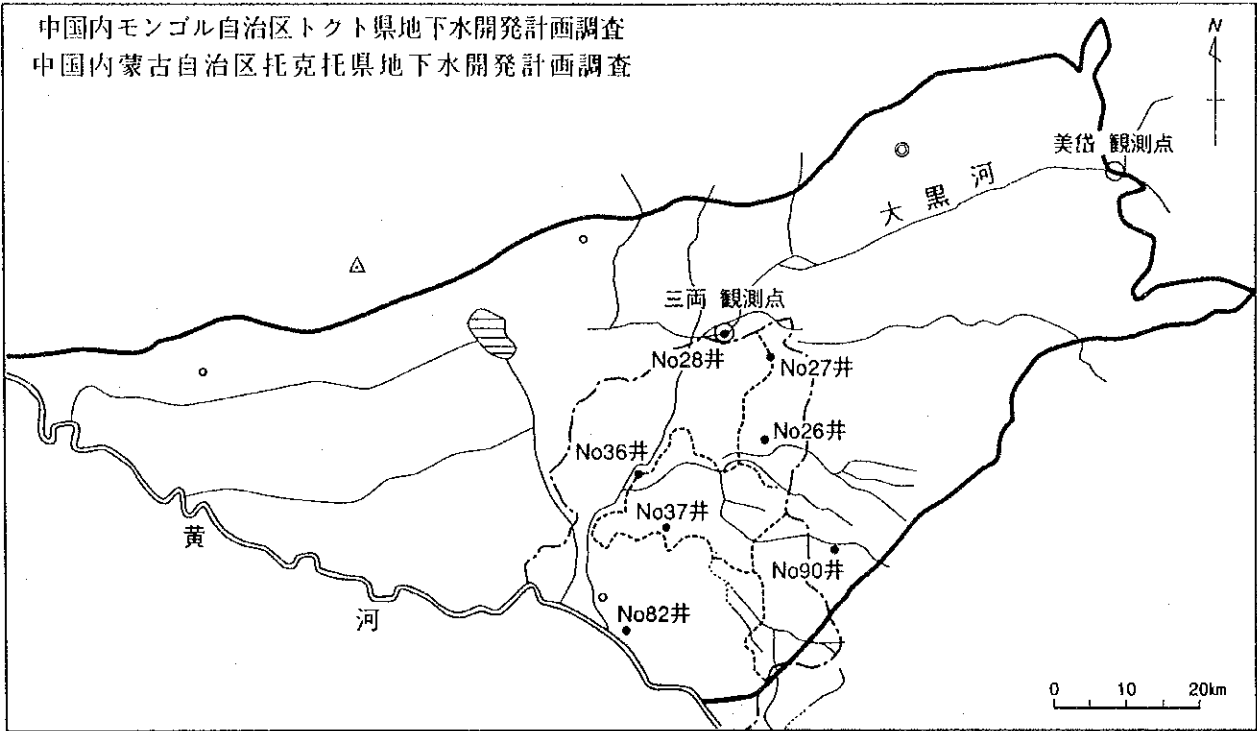 中国内モンゴル自治区トクト県地下水開発計画調査
中国内蒙古自治区托克托県地下水開発計画調査
N
美岱 観測点
大黒河
三両 観測点
No28井
No27井
No26井
No36井
No37井
No90井
No82井
黄河
0 10 20km